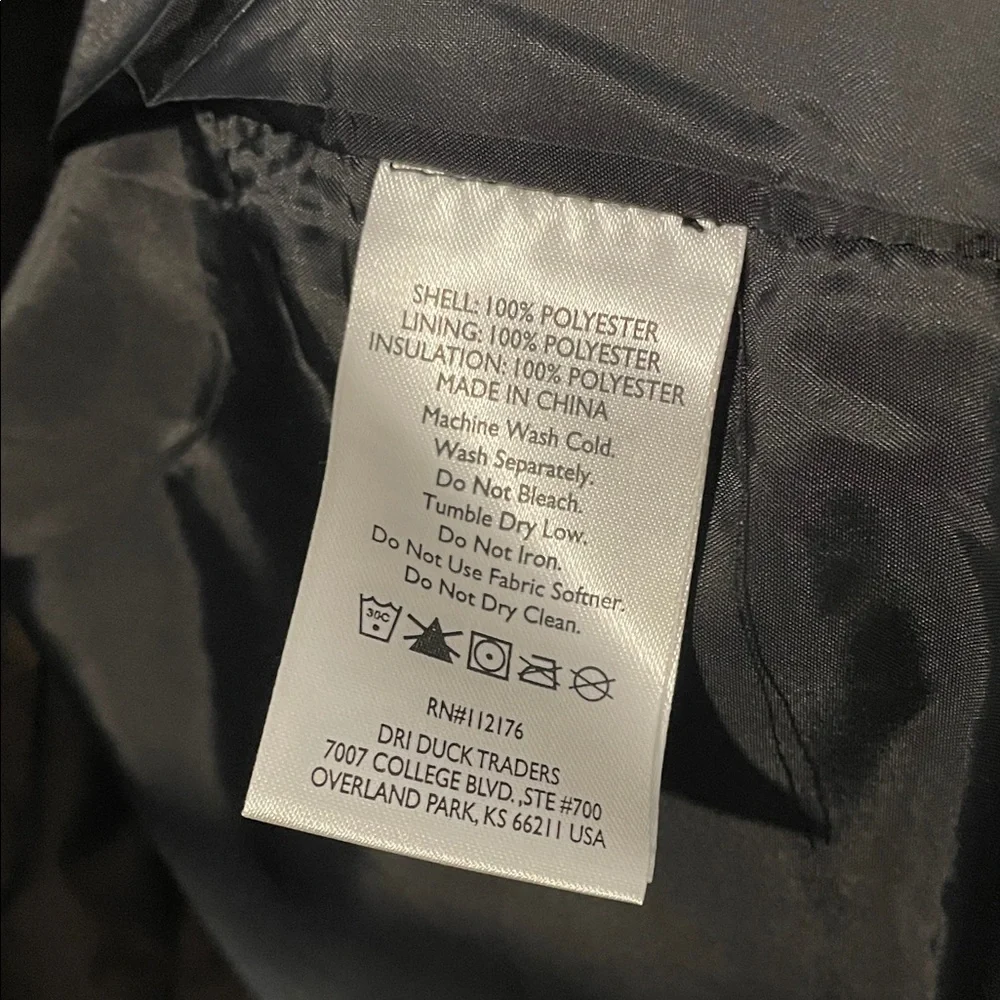 SHELL: 100% POLYESTER
LINING: 100% POLYESTER
INSULATION: 100% POLYESTER
MADE IN CHINA
Machine Wash Cold.
Wash Separately.
Do Not Bleach.
Tumble Dry Low.
Do Not Iron.
Do Not Use Fabric Softner.
Do Not Dry Clean.
30C
RN#112176
DRI DUCK TRADERS
7007 COLLEGE BLVD. ,STE #700
OVERLAND PARK, KS 66211 USA